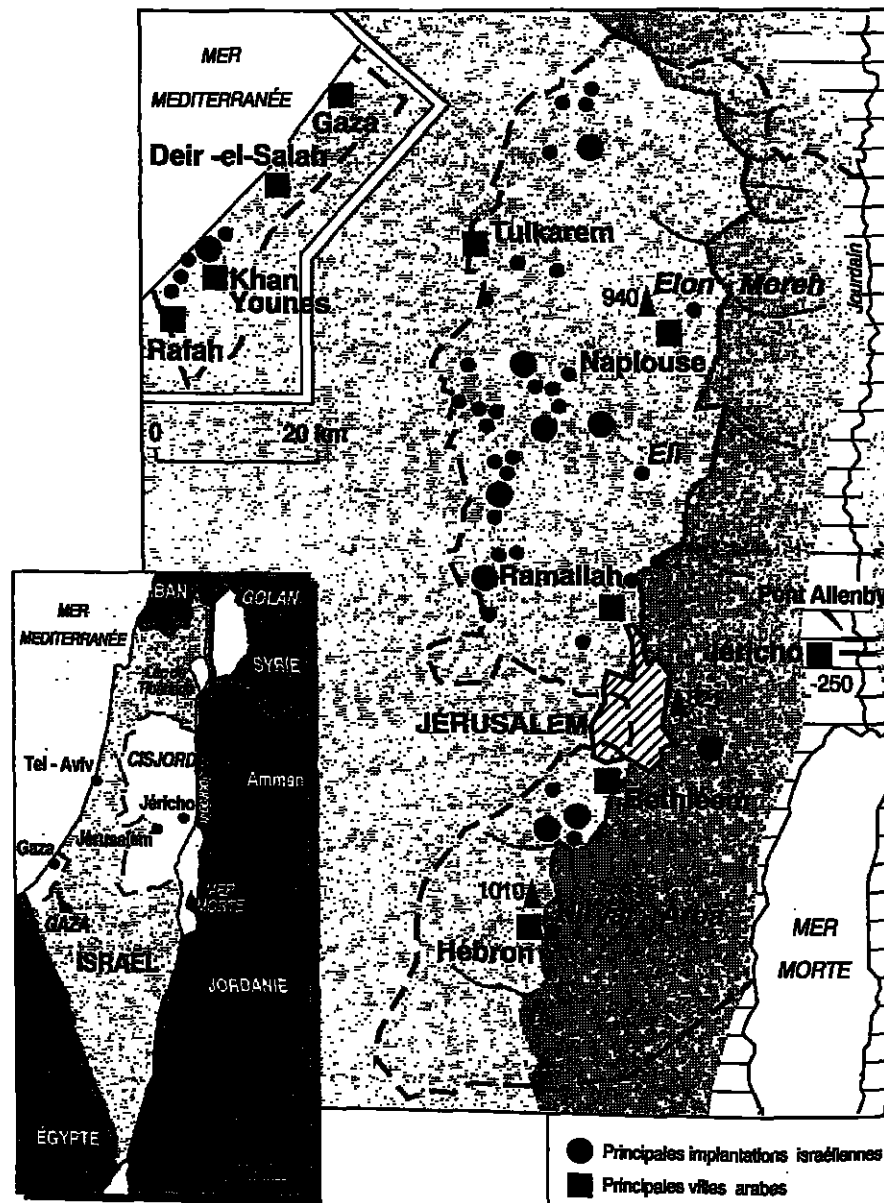 MER
MEDITERRANÉE
Gaza
Deir -el-Salah
Khan
Younes
Rafah
0 20 km
Tulkarem
940
Elon Moreh
Naplouse
Jourdain
Eli
Ramallah
Pont Allenby
Jéricho
-250
JÉRUSALEM
Bethléem
1010
Hébron
MER
MORTE
MER
MEDITERRANÉE
BAN
GOLAN
SYRIE
CISJORD
Tel - Aviv
Amman
Jéricho
Jérusalem
Gaza
GAZA
MER
MORTE
ISRAËL
JORDANIE
ÉGYPTE
Principales implantations israéliennes
Principales villes arabes